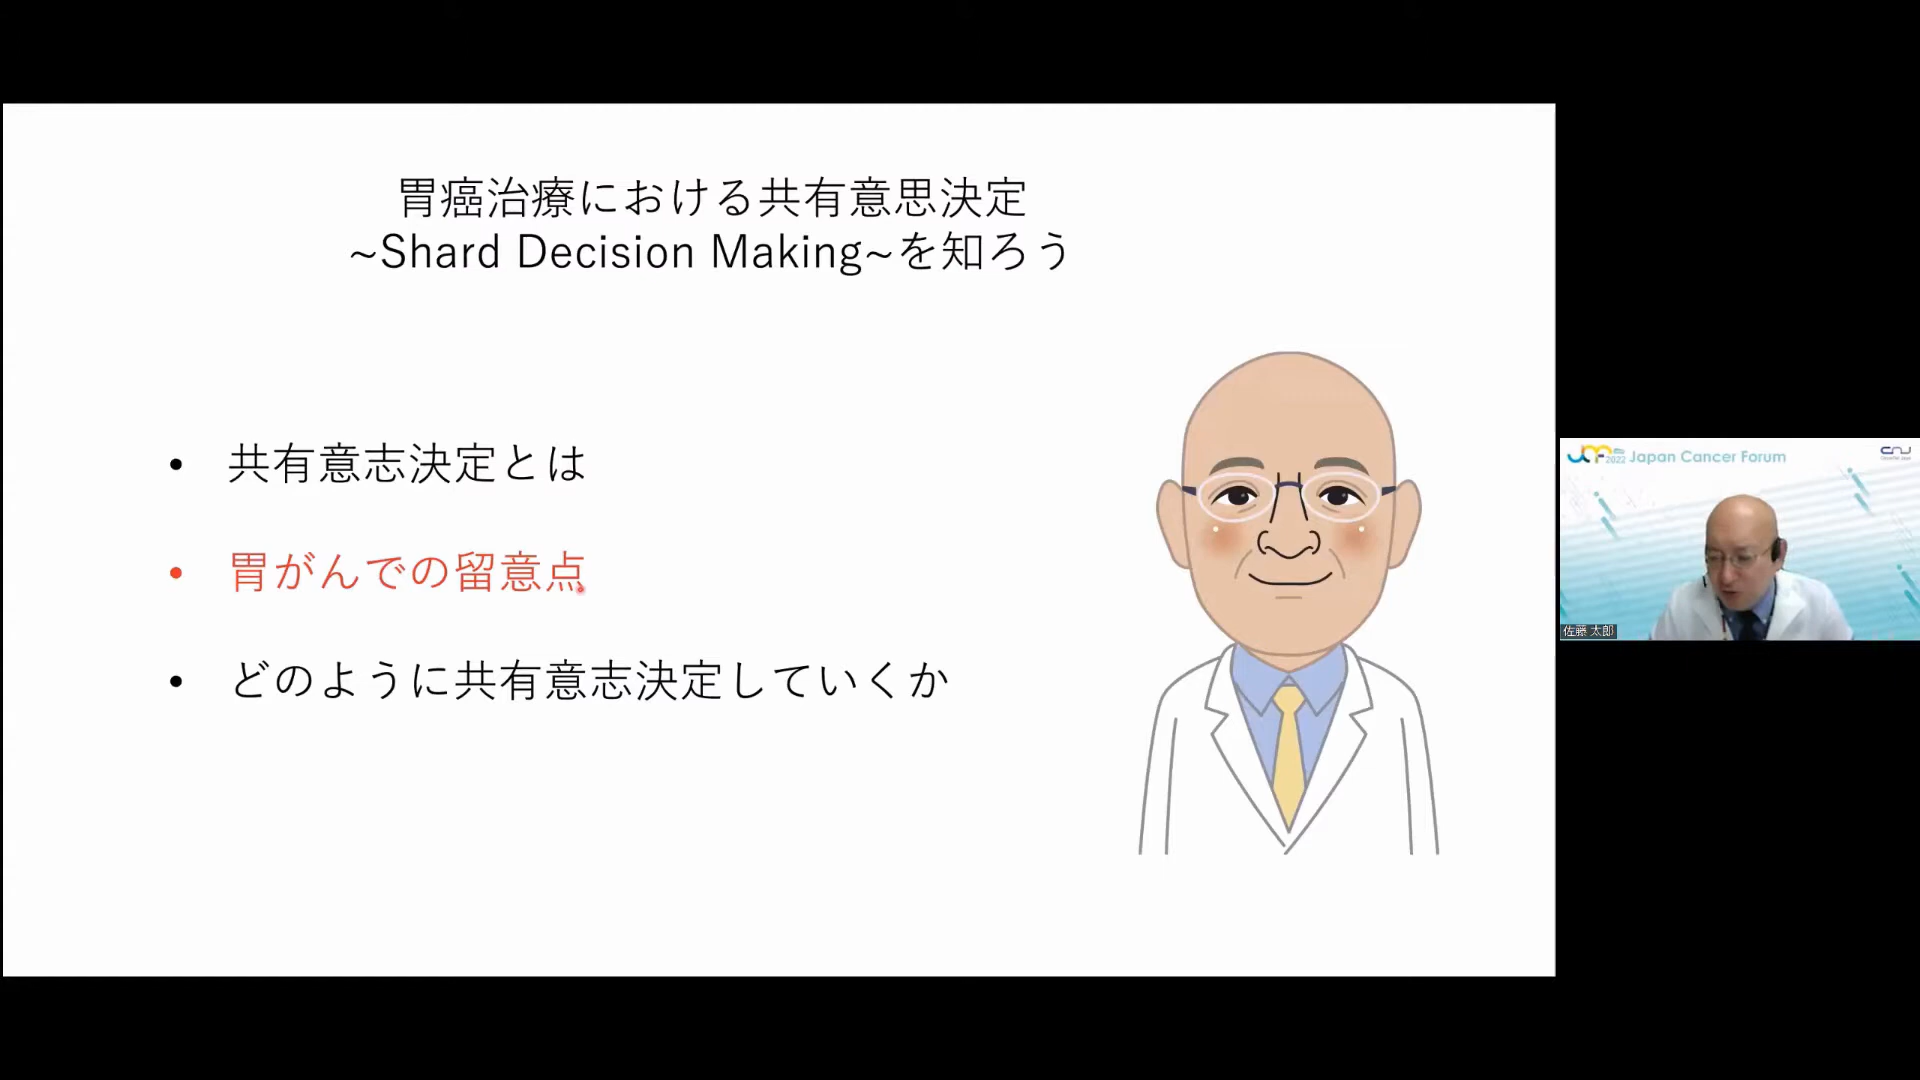 胃癌治療における共有意思決定
~Shard Decision Making~を知ろう
• 共有意志決定とは
• 胃がんでの留意点
• どのように共有意志決定していくか
2022 Japan Cancer Forum
佐藤 太郎